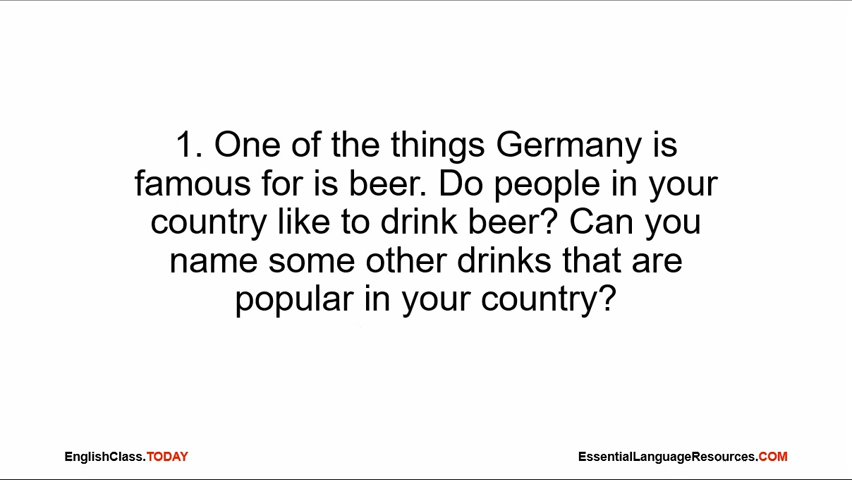 1. One of the things Germany is
famous for is beer. Do people in your
country like to drink beer? Can you
name some other drinks that are
popular in your country?
EnglishClass.TODAY
EssentialLanguageResources.COM